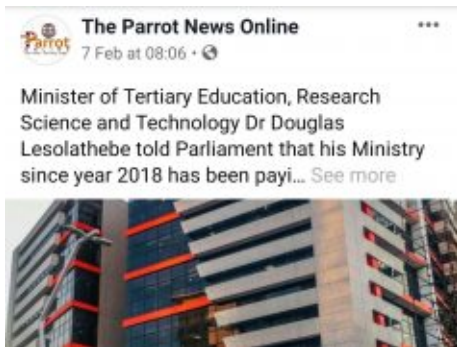 Parrot
The Parrot News Online
7 Feb at 08:06
Minister of Tertiary Education, Research
Science and Technology Dr Douglas
Lesolathebe told Parliament that his Ministry
since year 2018 has been payi... See more